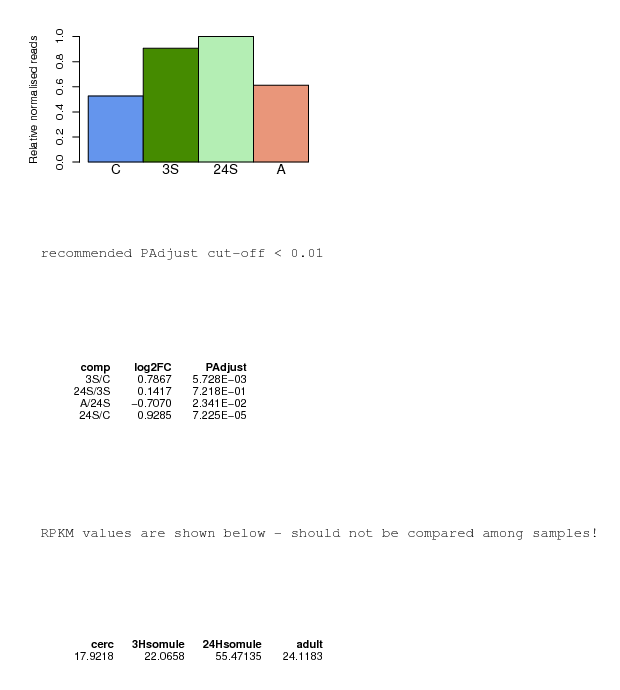 Relative normalised reads
1.0
0.8
0.6
0.4
0.2
0.0
C 3S 24S A
recommended PAdjust cut-off < 0.01
comp log2FC PAdjust
3S/C 0.7867 5.728E−03
24S/3S 0.1417 7.218E−01
A/24S −0.7070 2.341E−02
24S/C 0.9285 7.225E−05
RPKM values are shown below - should not be compared among samples!
cerc 3Hsomule 24Hsomule adult
17.9218 22.0658 55.47135 24.1183